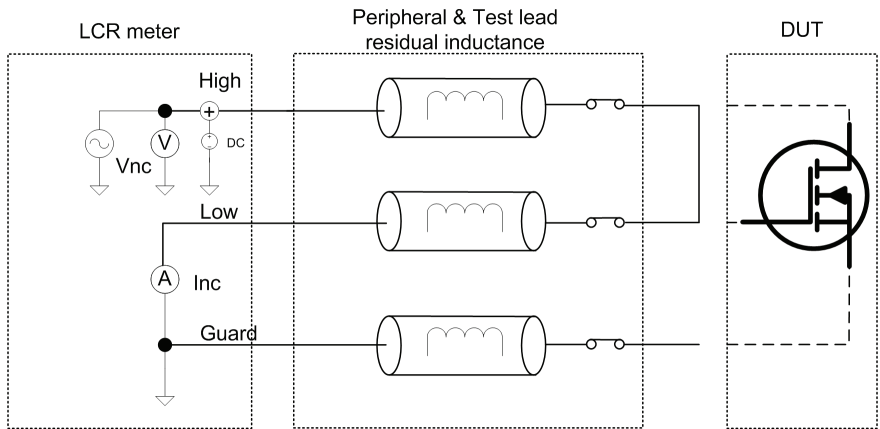 LCR meter
Peripheral & Test lead
residual inductance
DUT
High
V
DC
Vnc
Low
A
Inc
Guard